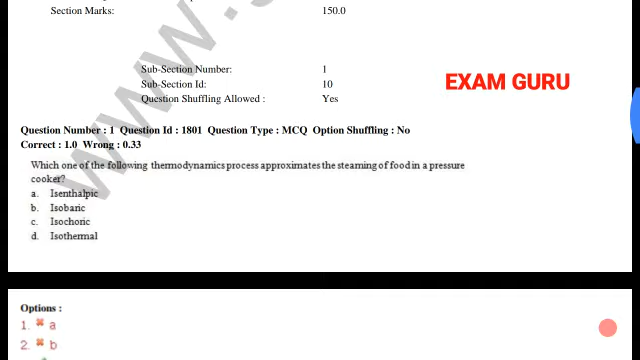 Section Marks: 150.0
Sub-Section Number: 1
EXAM GURU
Sub-Section Id: 10
Question Shuffling Allowed : Yes
Question Number : 1 Question Id : 1801 Question Type : MCQ Option Shuffling : No
Correct : 1.0 Wrong : 0.33
Which one of the following thermodynamics process approximates the steaming of food in a pressure
cooker?
a. Isenthalpic
b. Isobaric
c. Isochoric
d. Isothermal
Options :
1. a
2. b